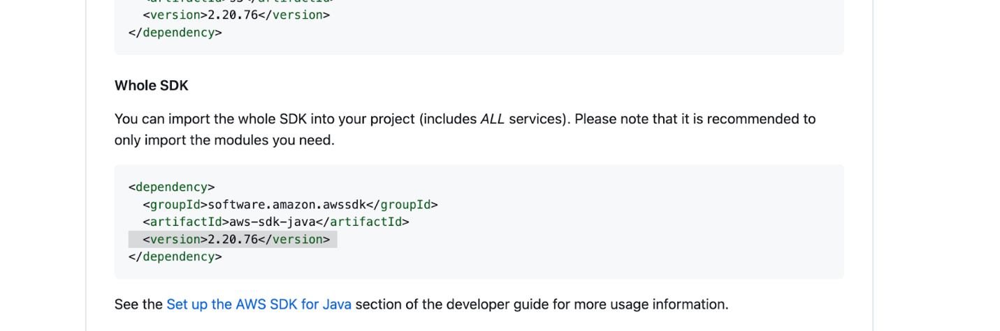 <artifactId>s3</artifactId>
<version>2.20.76</version>
</dependency>
Whole SDK
You can import the whole SDK into your project (includes ALL services). Please note that it is recommended to
only import the modules you need.
<dependency>
<groupId>software.amazon.awssdk</groupId>
<artifactId>aws-sdk-java</artifactId>
<version>2.20.76</version>
</dependency>
See the Set up the AWS SDK for Java section of the developer guide for more usage information.